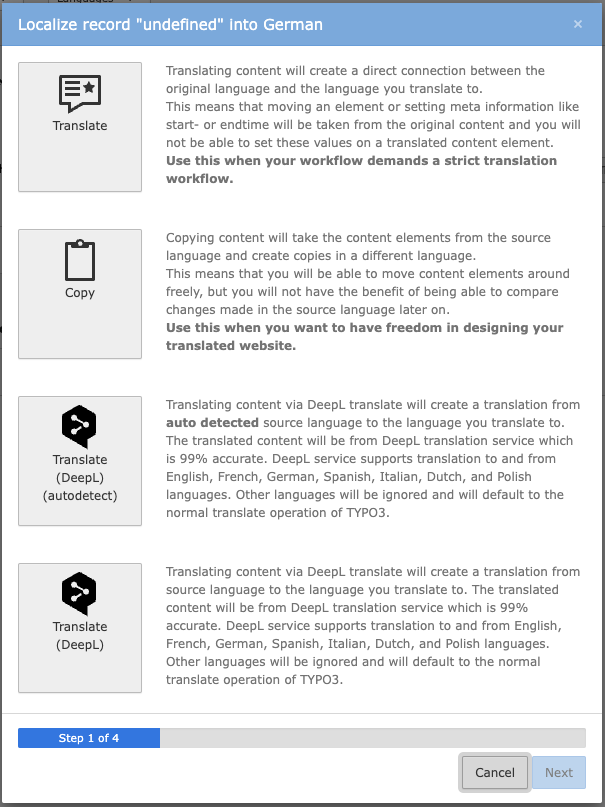 Localize record "undefined" into German
×
Translate
Translating content will create a direct connection between the
original language and the language you translate to.
This means that moving an element or setting meta information like
start- or endtime will be taken from the original content and you will
not be able to set these values on a translated content element.
Use this when your workflow demands a strict translation
workflow.
Copy
Copying content will take the content elements from the source
language and create copies in a different language.
This means that you will be able to move content elements around
freely, but you will not have the benefit of being able to compare
changes made in the source language later on.
Use this when you want to have freedom in designing your
translated website.
Translate
(DeepL)
(autodetect)
Translating content via DeepL translate will create a translation from
auto detected source language to the language you translate to.
The translated content will be from DeepL translation service which
is 99% accurate. DeepL service supports translation to and from
English, French, German, Spanish, Italian, Dutch, and Polish
languages. Other languages will be ignored and will default to the
normal translate operation of TYPO3.
Translate
(DeepL)
Translating content via DeepL translate will create a translation from
source language to the language you translate to. The translated
content will be from DeepL translation service which is 99%
accurate. DeepL service supports translation to and from English,
French, German, Spanish, Italian, Dutch, and Polish languages.
Other languages will be ignored and will default to the normal
translate operation of TYPO3.
Step 1 of 4
Cancel
Next